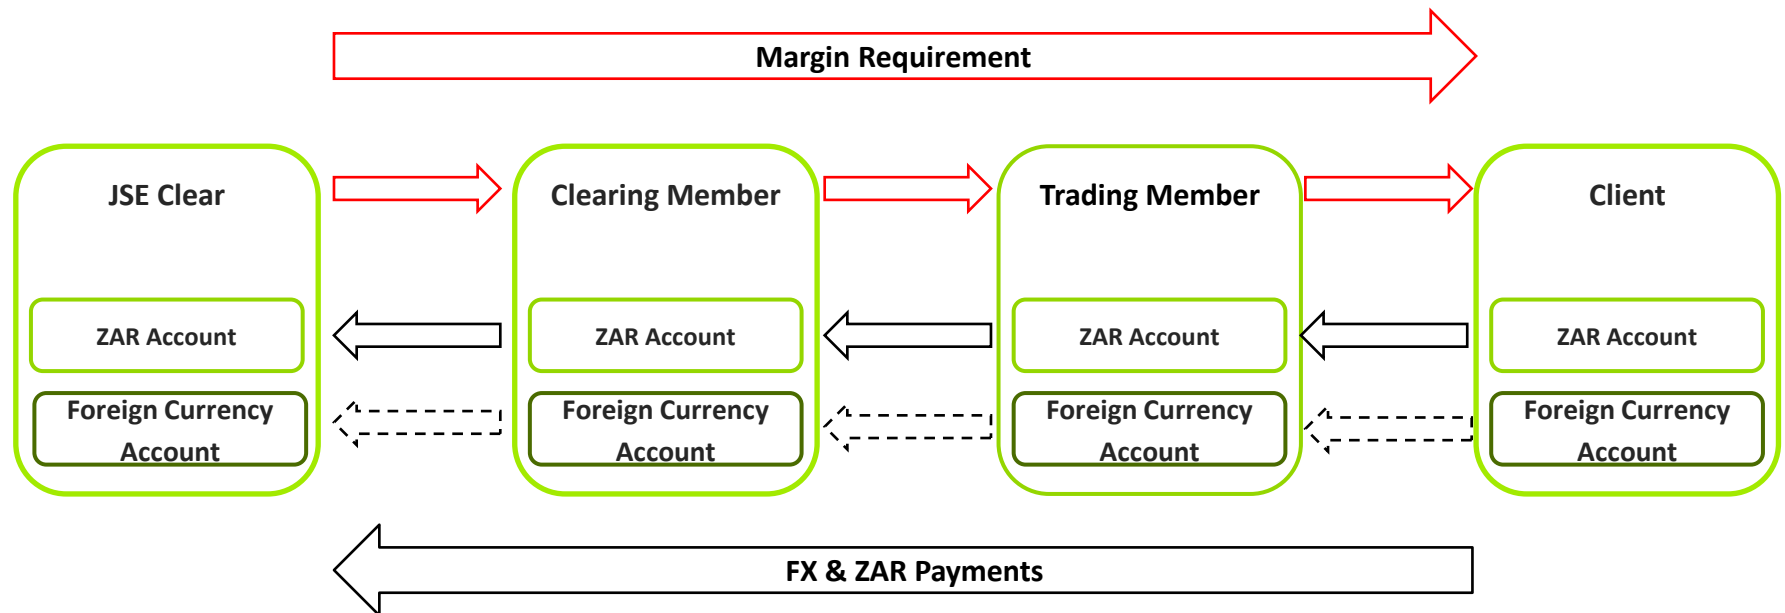 Margin Requirement
JSE Clear
Clearing Member
Trading Member
Client
ZAR Account
ZAR Account
ZAR Account
ZAR Account
Foreign Currency
Account
Foreign Currency
Account
Foreign Currency
Account
Foreign Currency
Account
FX & ZAR Payments